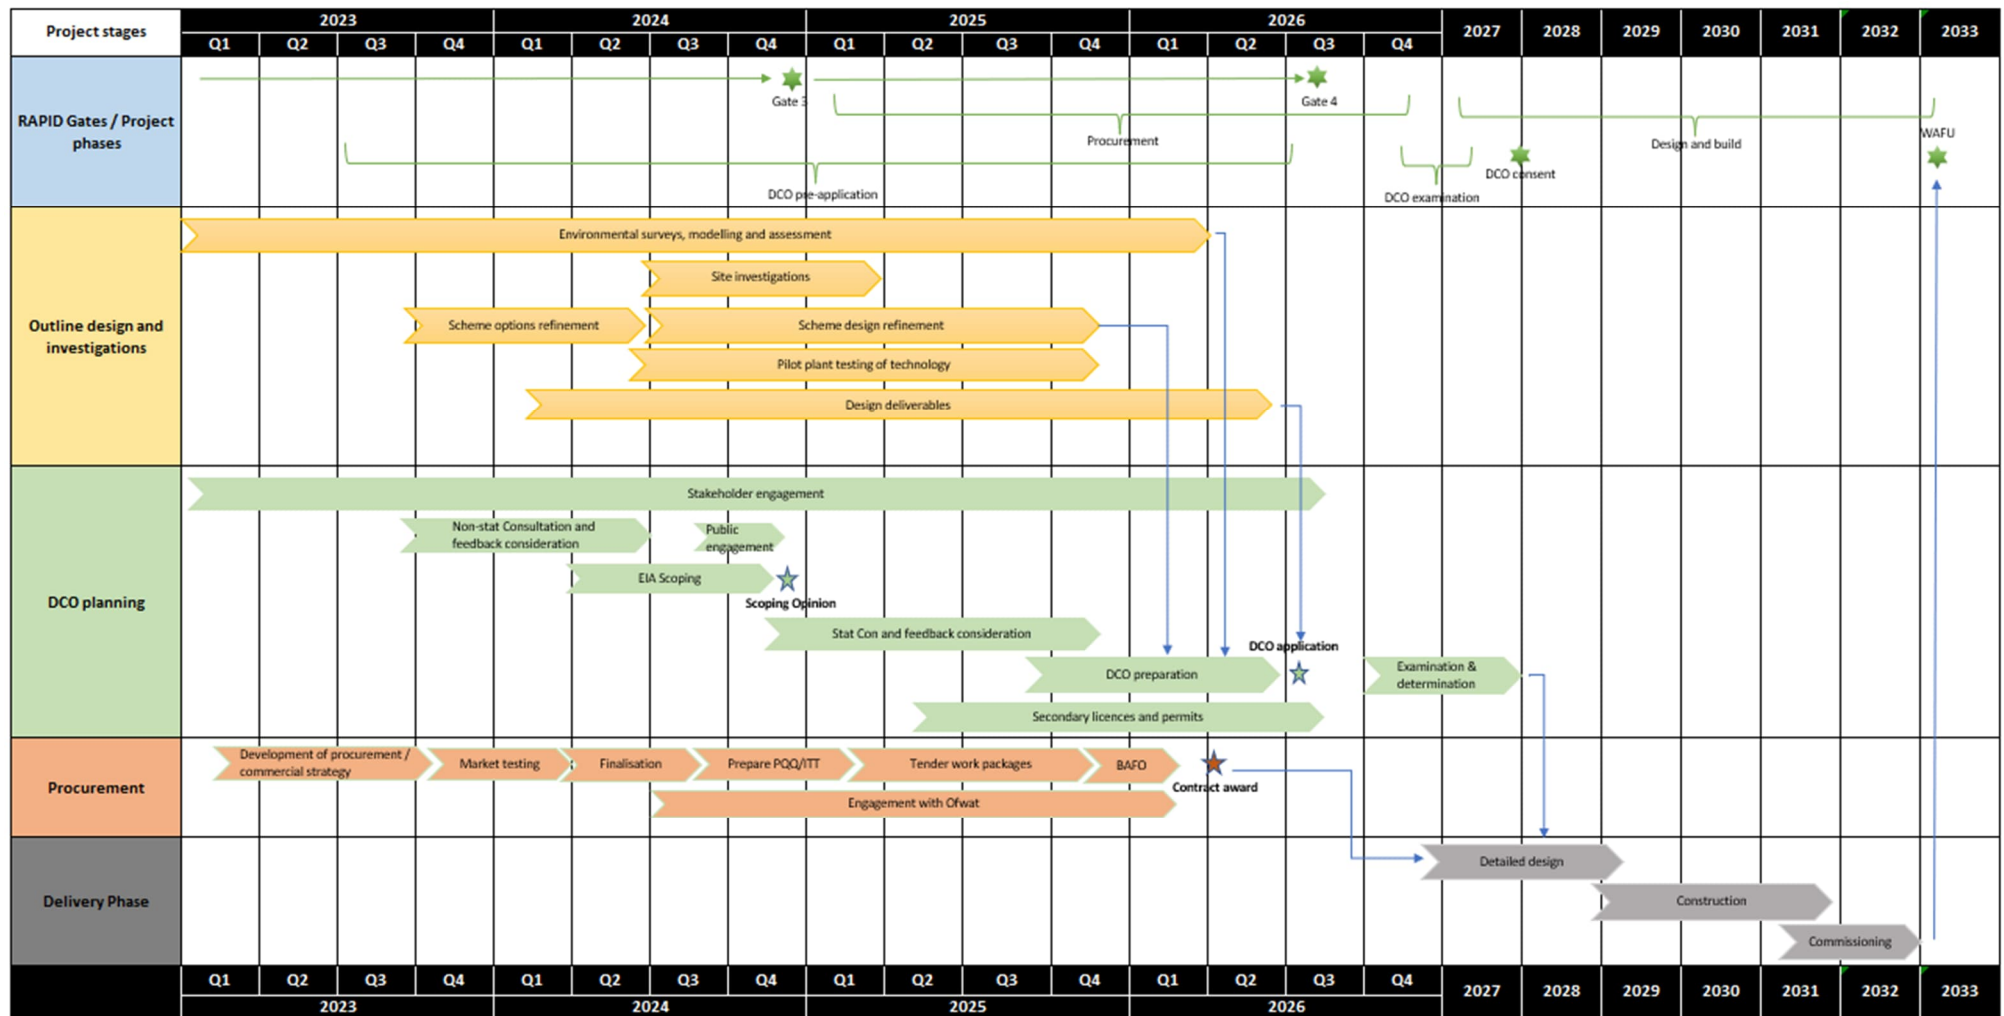 Project stages
2023
2024
2025
2026
2027
2028
2029
2030
2031
2032
2033
Q1
Q2
Q3
Q4
Q1
Q2
Q3
Q4
Q1
Q2
Q3
Q4
Q1
Q2
Q3
Q4
RAPID Gates / Project
phases
Gate 3
Gate 4
Procurement
WAFU
Design and build
DCO consent
DCO pre-application
DCO examination
Outline design and
investigations
Environmental surveys, modelling and assessment
Site investigations
Scheme options refinement
Scheme design refinement
Pilot plant testing of technology
Design deliverables
DCO planning
Stakeholder engagement
Non-stat Consultation and
feedback consideration
Public
engagement
EIA Scoping
Scoping Opinion
Stat Con and feedback consideration
DCO application
DCO preparation
Examination &
determination
Secondary licences and permits
Procurement
Development of procurement /
commercial strategy
Market testing
Finalisation
Prepare PQQ/ITT
Tender work packages
BAFO
Contract award
Engagement with Ofwat
Delivery Phase
Detailed design
Construction
Commissioning
Q1
Q2
Q3
Q4
Q1
Q2
Q3
Q4
Q1
Q2
Q3
Q4
Q1
Q2
Q3
Q4
2027
2028
2029
2030
2031
2032
2033
2023
2024
2025
2026